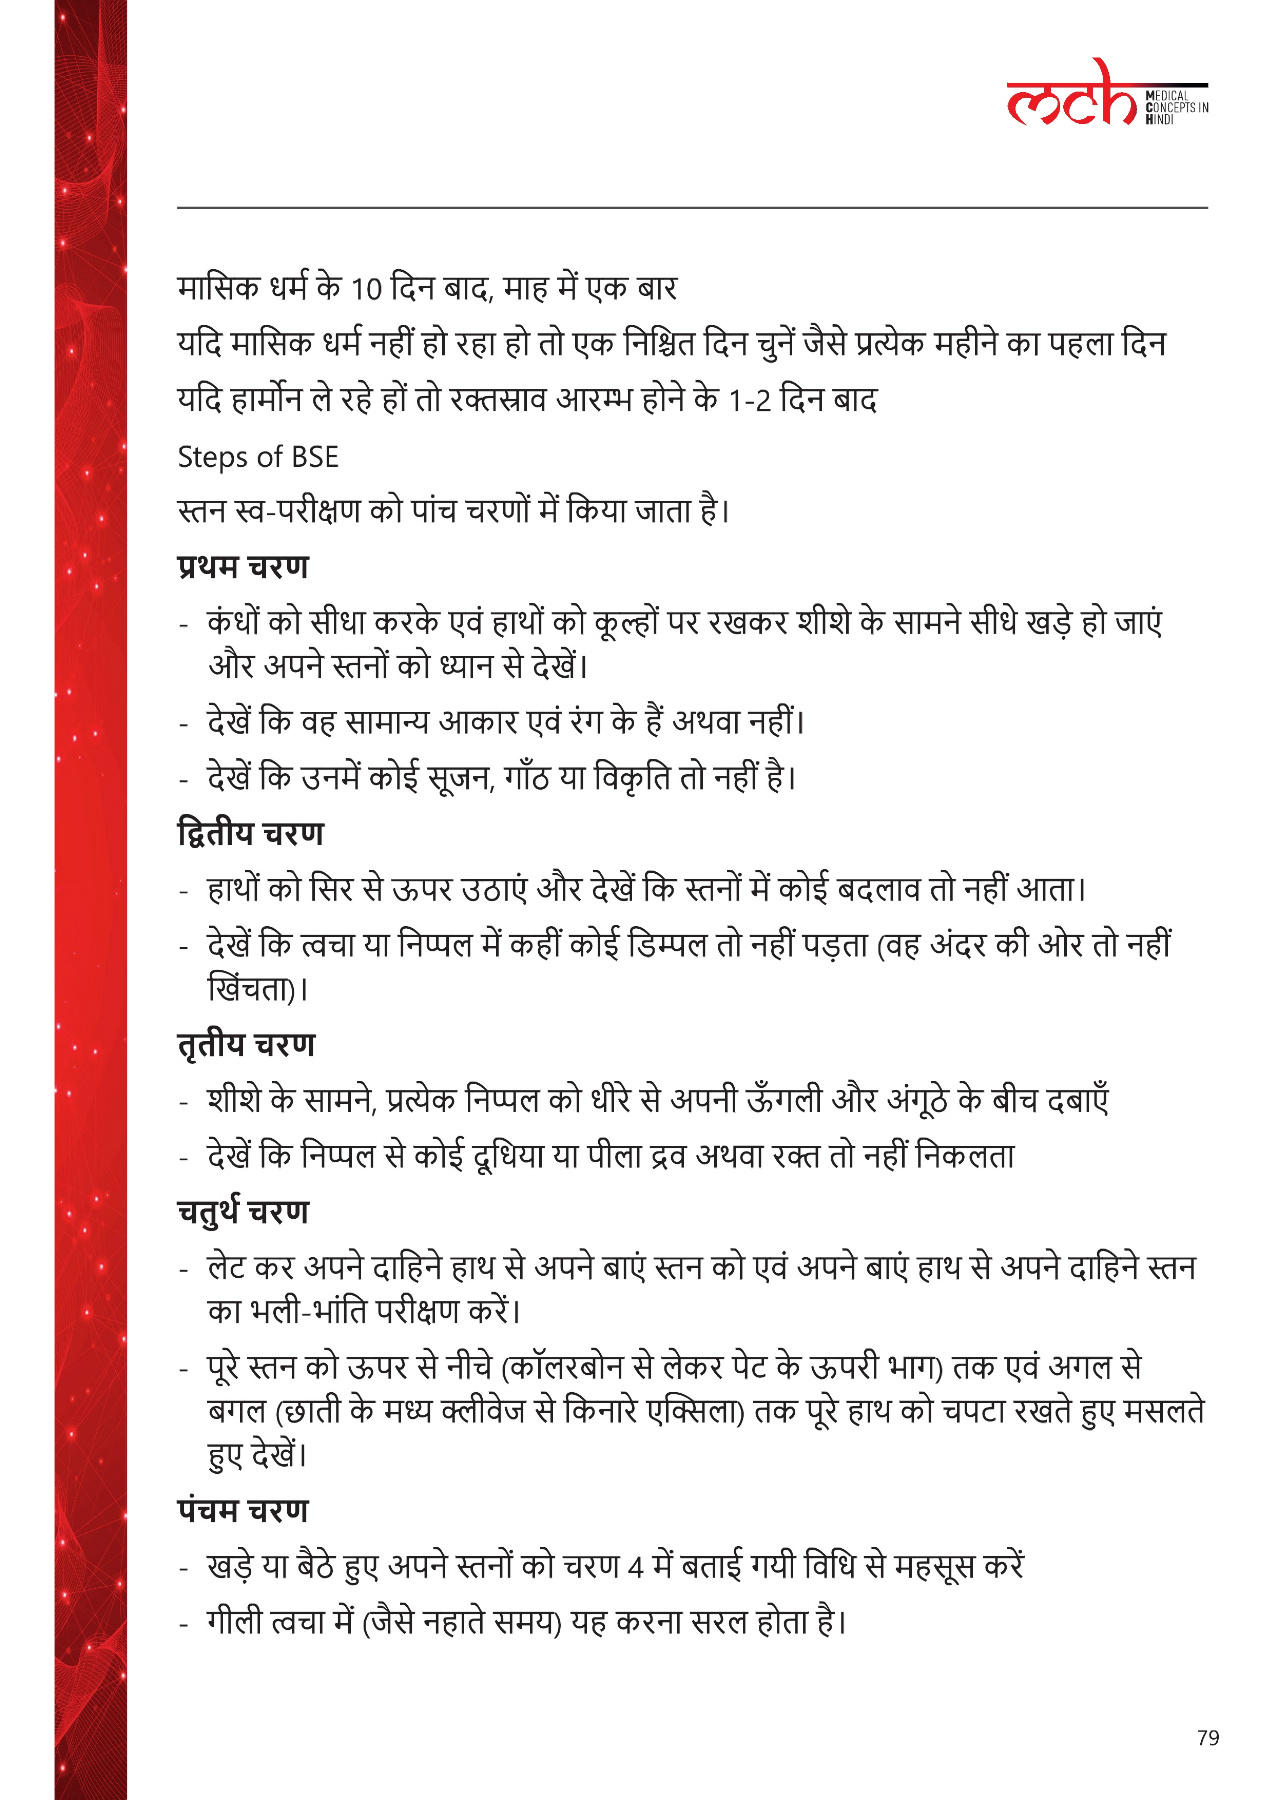 mch MEDICAL
CONCEPTS IN
HINDI
मासिक धर्म के 10 दिन बाद, माह में एक बार
यदि मासिक धर्म नहीं हो रहा हो तो एक निश्चित दिन चुनें जैसे प्रत्येक महीने का पहला दिन
यदि हार्मोन ले रहे हों तो रक्तस्राव आरम्भ होने के 1-2 दिन बाद
Steps of BSE
स्तन स्व-परीक्षण को पांच चरणों में किया जाता है।
प्रथम चरण
- कंधों को सीधा करके एवं हाथों को कूल्हों पर रखकर शीशे के सामने सीधे खड़े हो जाएं
और अपने स्तनों को ध्यान से देखें।
- देखें कि वह सामान्य आकार एवं रंग के हैं अथवा नहीं।
- देखें कि उनमें कोई सूजन, गाँठ या विकृति तो नहीं है।
द्वितीय चरण
- हाथों को सिर से ऊपर उठाएं और देखें कि स्तनों में कोई बदलाव तो नहीं आता।
- देखें कि त्वचा या निप्पल में कहीं कोई डिम्पल तो नहीं पड़ता (वह अंदर की ओर तो नहीं
खिंचता)।
तृतीय चरण
- शीशे के सामने, प्रत्येक निप्पल को धीरे से अपनी ऊँगली और अंगूठे के बीच दबाएँ
- देखें कि निप्पल से कोई दूधिया या पीला द्रव अथवा रक्त तो नहीं निकलता
चतुर्थ चरण
- लेट कर अपने दाहिने हाथ से अपने बाएं स्तन को एवं अपने बाएं हाथ से अपने दाहिने स्तन
का भली-भांति परीक्षण करें।
- पूरे स्तन को ऊपर से नीचे (कॉलरबोन से लेकर पेट के ऊपरी भाग) तक एवं अगल से
बगल (छाती के मध्य क्लीवेज से किनारे एक्सिला) तक पूरे हाथ को चपटा रखते हुए मसलते
हुए देखें।
पंचम चरण
- खड़े या बैठे हुए अपने स्तनों को चरण 4 में बताई गयी विधि से महसूस करें
- गीली त्वचा में (जैसे नहाते समय) यह करना सरल होता है।
79